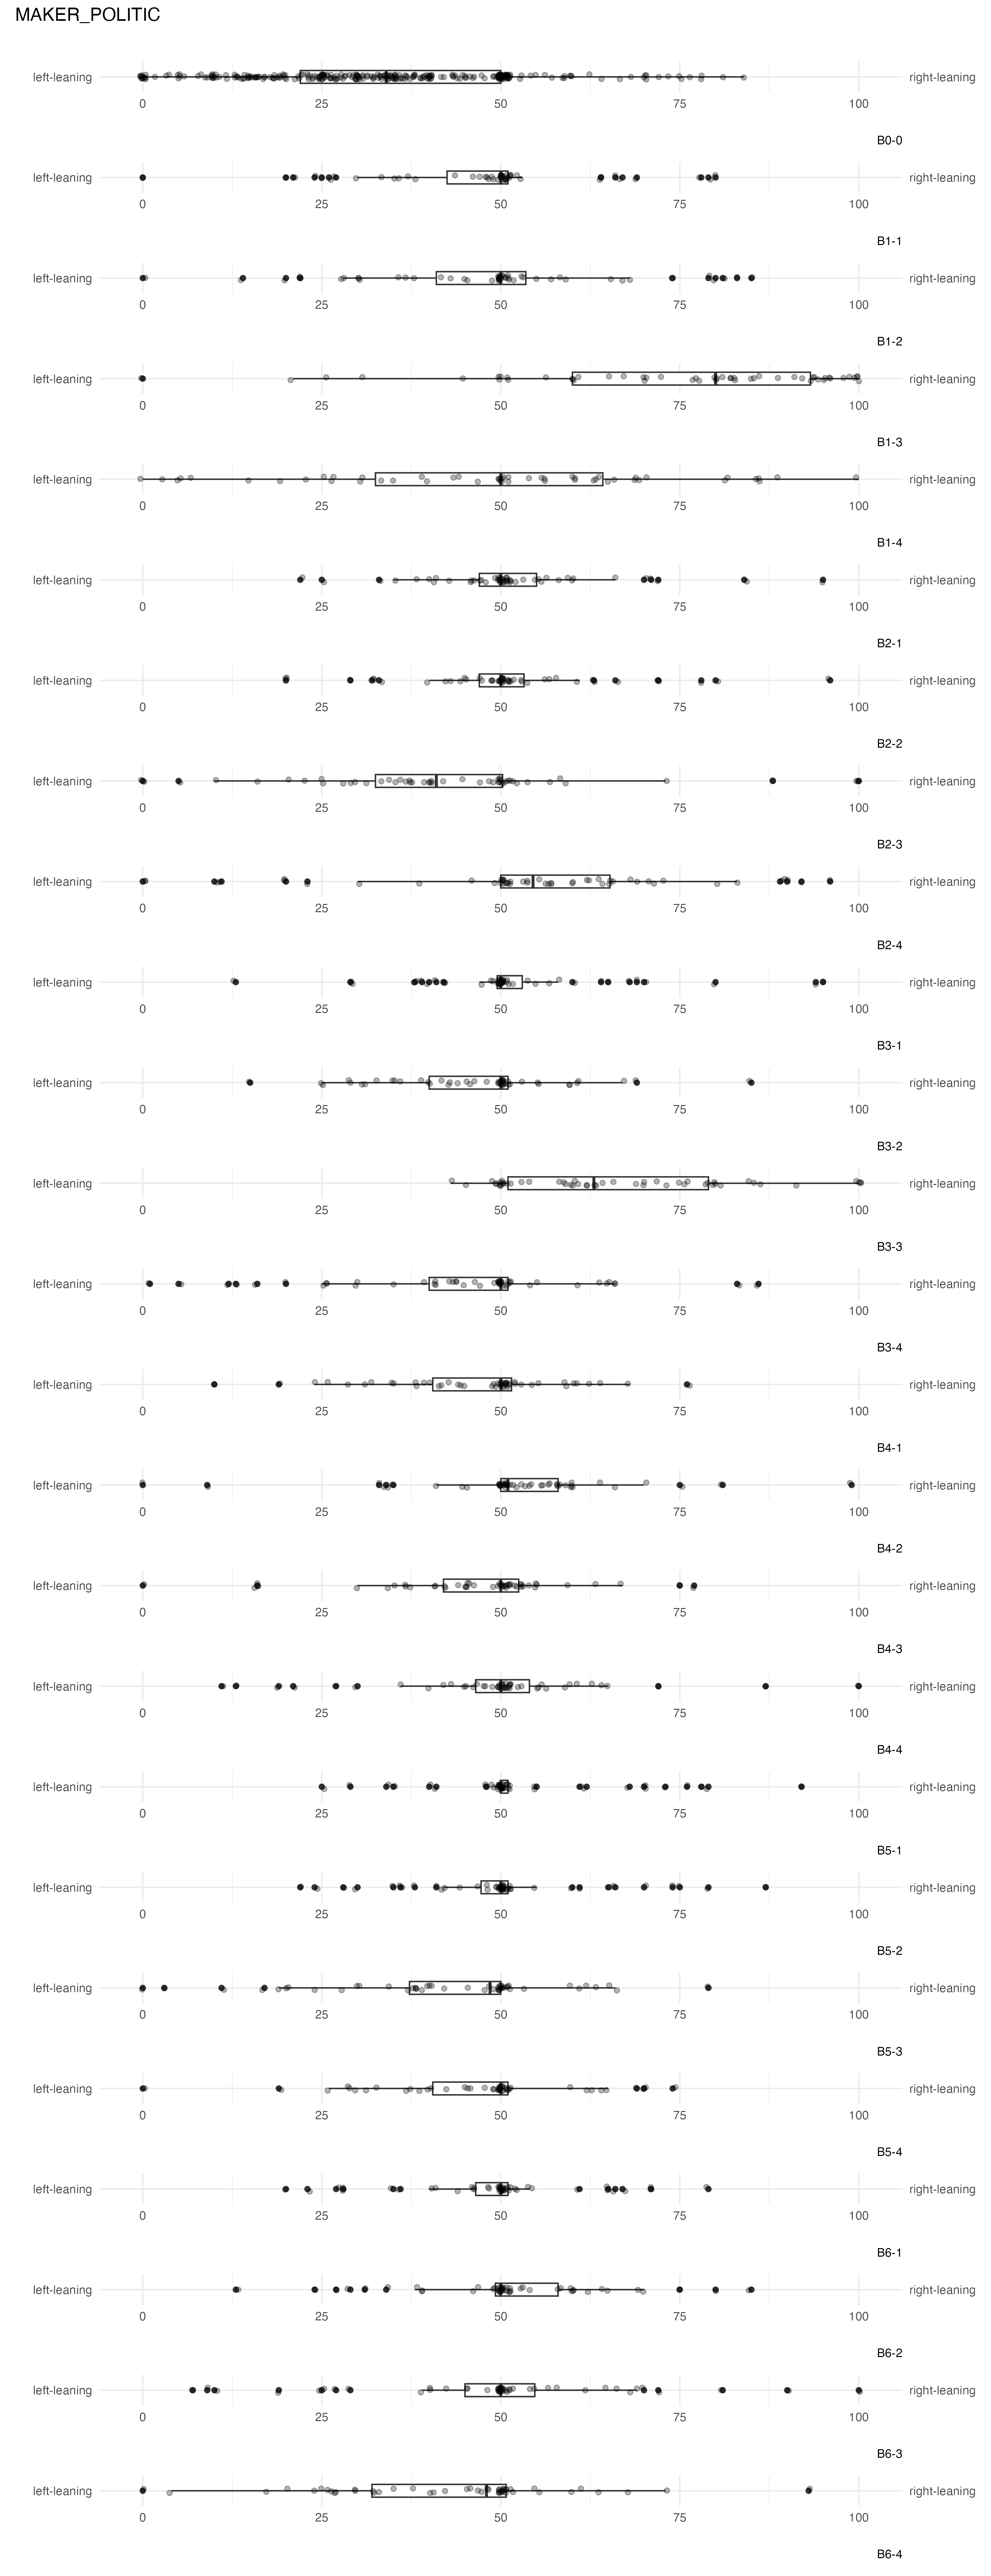 MAKER_POLITIC
left-leaning right-leaning
0 25 50 75 100
B0-0
left-leaning right-leaning
0 25 50 75 100
B1-1
left-leaning right-leaning
0 25 50 75 100
B1-2
left-leaning right-leaning
0 25 50 75 100
B1-3
left-leaning right-leaning
0 25 50 75 100
B1-4
left-leaning right-leaning
0 25 50 75 100
B2-1
left-leaning right-leaning
0 25 50 75 100
B2-2
left-leaning right-leaning
0 25 50 75 100
B2-3
left-leaning right-leaning
0 25 50 75 100
B2-4
left-leaning right-leaning
0 25 50 75 100
B3-1
left-leaning right-leaning
0 25 50 75 100
B3-2
left-leaning right-leaning
0 25 50 75 100
B3-3
left-leaning right-leaning
0 25 50 75 100
B3-4
left-leaning right-leaning
0 25 50 75 100
B4-1
left-leaning right-leaning
0 25 50 75 100
B4-2
left-leaning right-leaning
0 25 50 75 100
B4-3
left-leaning right-leaning
0 25 50 75 100
B4-4
left-leaning right-leaning
0 25 50 75 100
B5-1
left-leaning right-leaning
0 25 50 75 100
B5-2
left-leaning right-leaning
0 25 50 75 100
B5-3
left-leaning right-leaning
0 25 50 75 100
B5-4
left-leaning right-leaning
0 25 50 75 100
B6-1
left-leaning right-leaning
0 25 50 75 100
B6-2
left-leaning right-leaning
0 25 50 75 100
B6-3
left-leaning right-leaning
0 25 50 75 100
B6-4